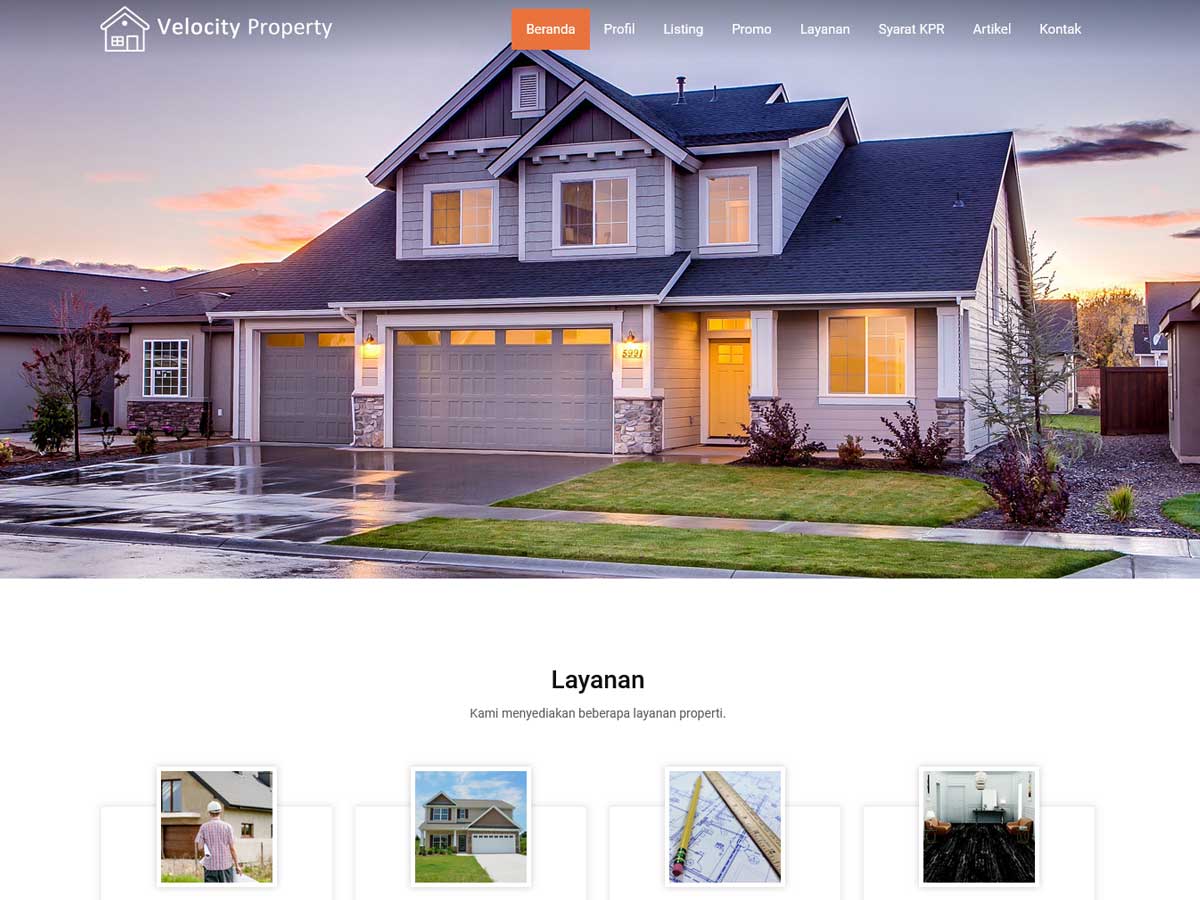 Velocity Property
Beranda Profil Listing Promo Layanan Syarat KPR Artikel Kontak
5991
Layanan
Kami menyediakan beberapa layanan properti.